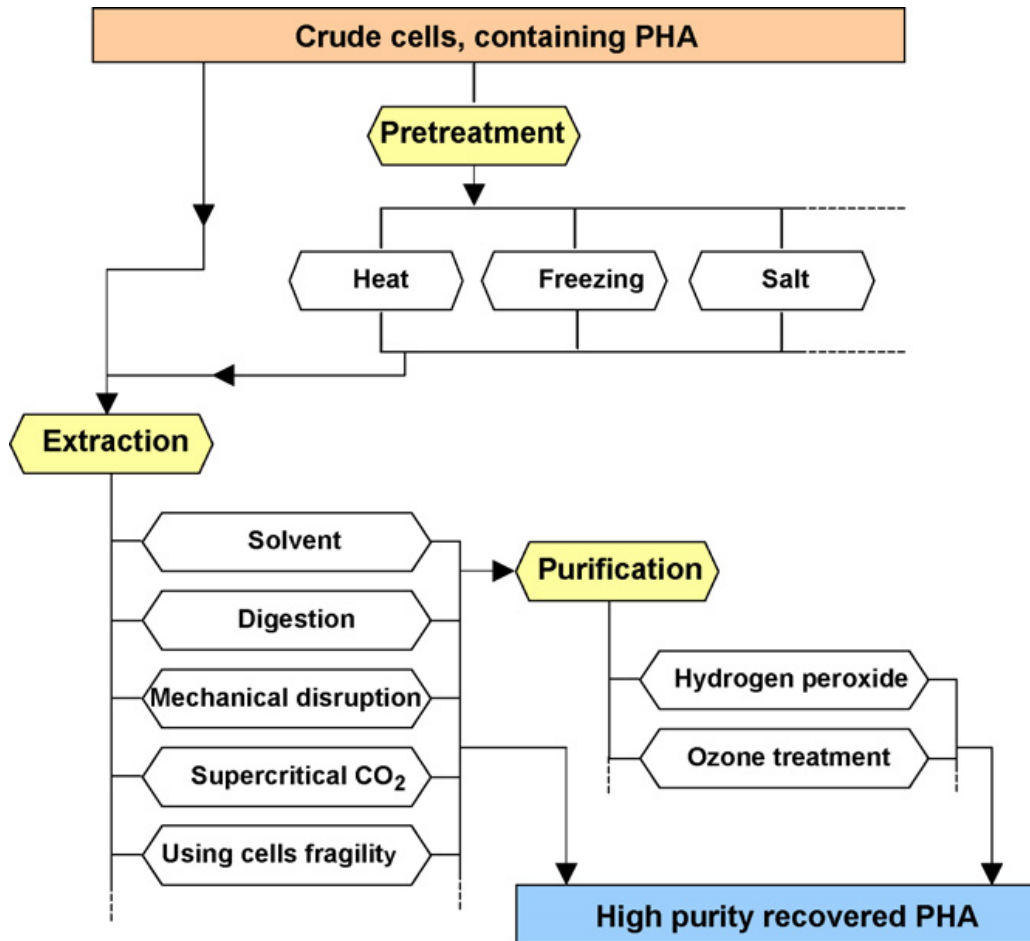 Crude cells, containing PHA
Pretreatment
Heat
Freezing
Salt
Extraction
Solvent
Digestion
Mechanical disruption
Supercritical CO₂
Using cells fragility
Purification
Hydrogen peroxide
Ozone treatment
High purity recovered PHA